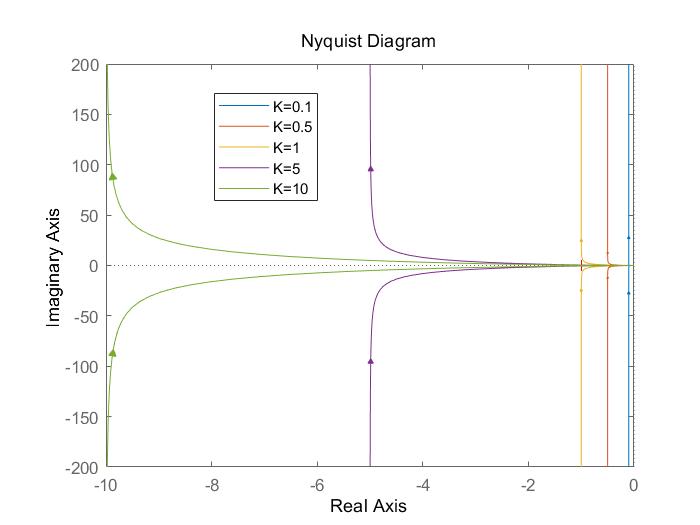 Nyquist Diagram
200
150
100
50
0
-50
-100
-150
-200
Imaginary Axis
K=0.1
K=0.5
K=1
K=5
K=10
-10 -8 -6 -4 -2 0
Real Axis